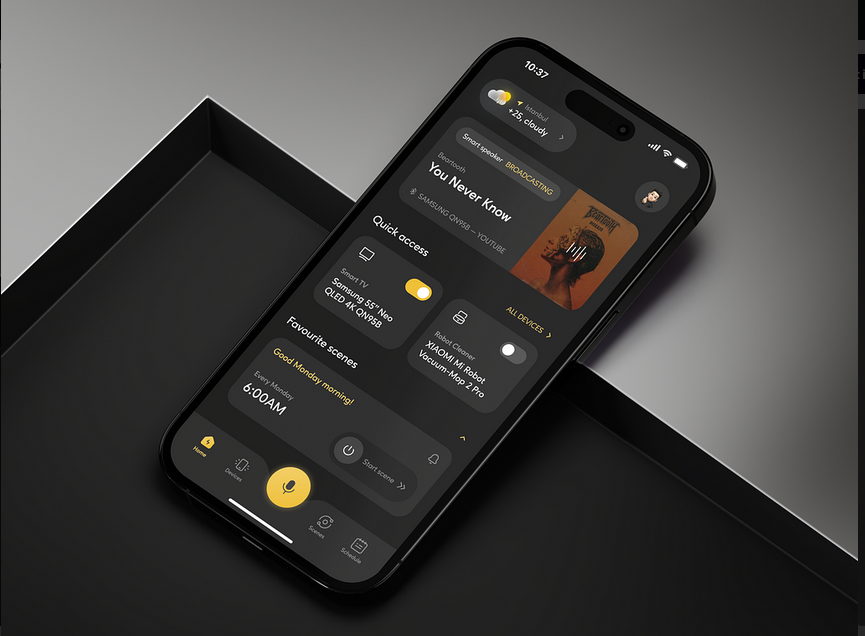 10:37
Istanbul
+25, cloudy
Smart speaker BROADCASTING
Beartooth
You Never Know
SAMSUNG QN95B – YOUTUBE
BEARTOOTH
Quick access
ALL DEVICES
Smart TV
Samsung 55" Neo
QLED 4K QN95B
Robot Cleaner
XIAOMI Mi Robot
Vacuum-Mop 2 Pro
Favourite scenes
Good Monday morning!
Every Monday
6:00AM
Start scene
Home
Devices
Scenes
Schedule